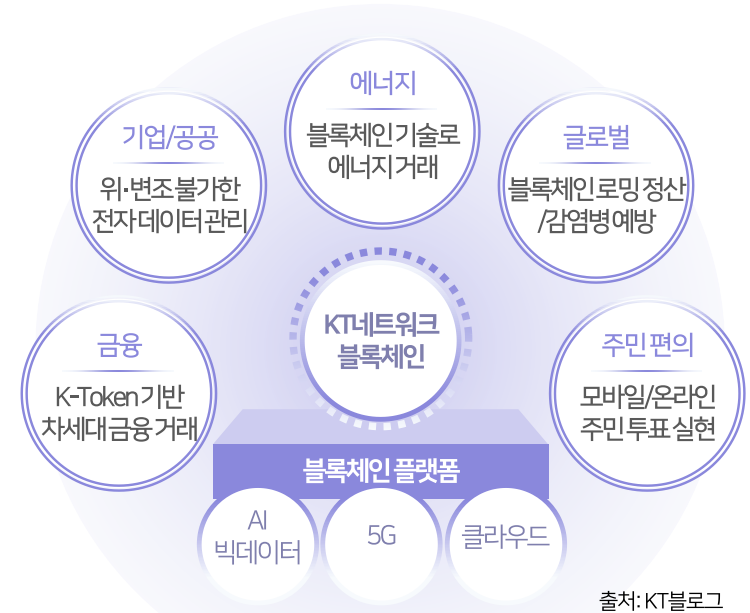 에너지
블록체인 기술로
에너지 거래
기업/공공
위·변조 불가한
전자 데이터 관리
글로벌
블록체인 로밍 정산
/감염병 예방
금융
K-Token 기반
차세대 금융 거래
KT네트워크
블록체인
주민 편의
모바일/온라인
주민 투표 실현
블록체인 플랫폼
AI
빅데이터
5G
클라우드
출처: KT블로그